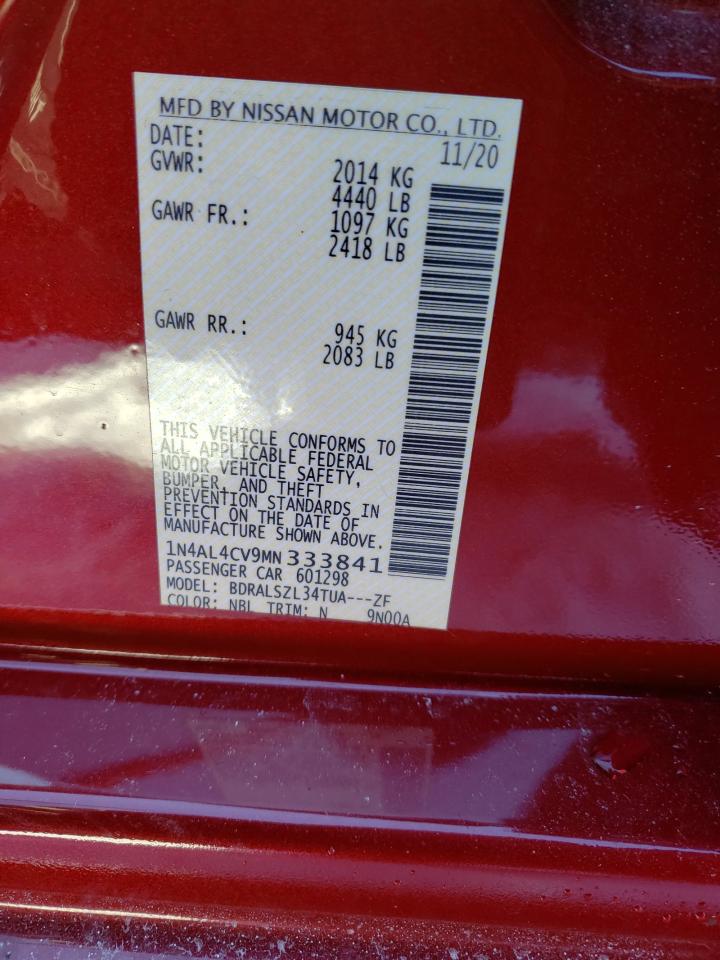 MFD BY NISSAN MOTOR CO., LTD.
DATE: 11/20
GVWR: 2014 KG
4440 LB
GAWR FR.: 1097 KG
2418 LB
GAWR RR.: 945 KG
2083 LB
THIS VEHICLE CONFORMS TO
ALL APPLICABLE FEDERAL
MOTOR VEHICLE SAFETY,
BUMPER, AND THEFT
PREVENTION STANDARDS IN
EFFECT ON THE DATE OF
MANUFACTURE SHOWN ABOVE.
1N4AL4CV9MN333841
PASSENGER CAR 601298
MODEL: BDRALSZL34TUA---ZF
COLOR: NBL TRIM: N 9N00A